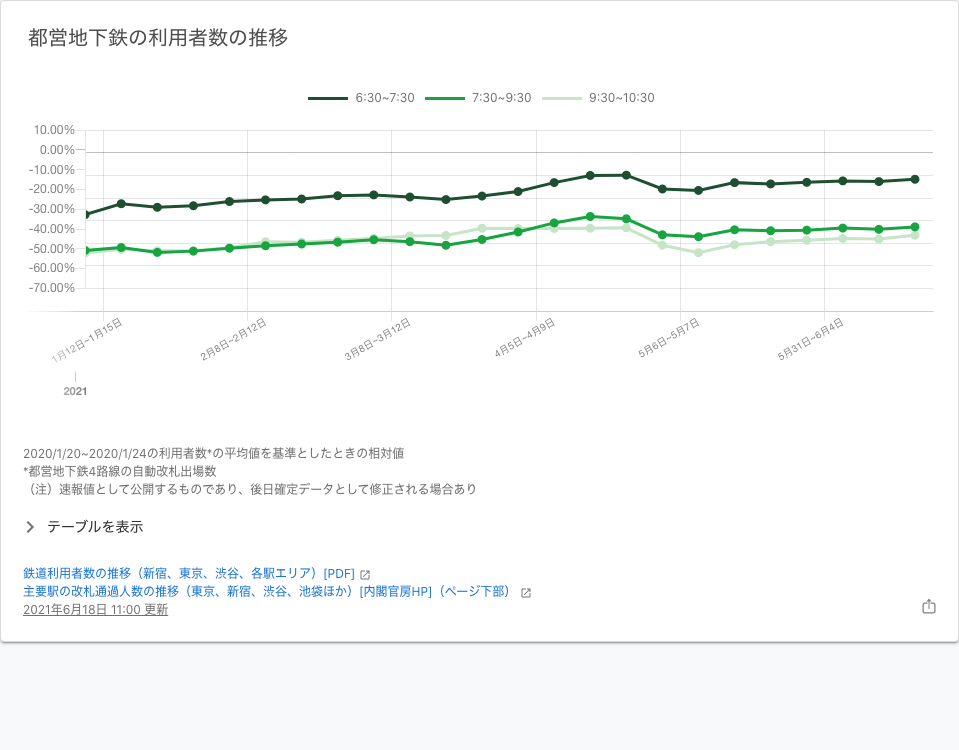 都営地下鉄の利用者数の推移
6:30~7:30
7:30~9:30
9:30~10:30
10.00%
0.00%
-10.00%
-20.00%
-30.00%
-40.00%
-50.00%
-60.00%
-70.00%
1月12日~1月15日
2月8日~2月12日
3月8日~3月12日
4月5日~4月9日
5月6日~5月7日
5月31日~6月4日
2021
2020/1/20~2020/1/24の利用者数*の平均値を基準としたときの相対値
*都営地下鉄4路線の自動改札出場数
（注）速報値として公開するものであり、後日確定データとして修正される場合あり
テーブルを表示
鉄道利用者数の推移（新宿、東京、渋谷、各駅エリア）[PDF]
主要駅の改札通過人数の推移（東京、新宿、渋谷、池袋ほか）[内閣官房HP]（ページ下部）
2021年6月18日 11:00 更新